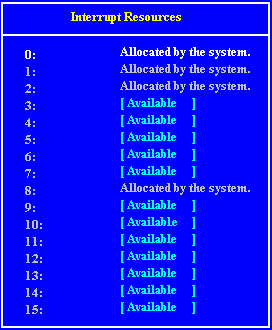 Interrupt Resources
0: Allocated by the system.
1: Allocated by the system.
2: Allocated by the system.
3: [ Available ]
4: [ Available ]
5: [ Available ]
6: [ Available ]
7: [ Available ]
8: Allocated by the system.
9: [ Available ]
10: [ Available ]
11: [ Available ]
12: [ Available ]
13: [ Available ]
14: [ Available ]
15: [ Available ]